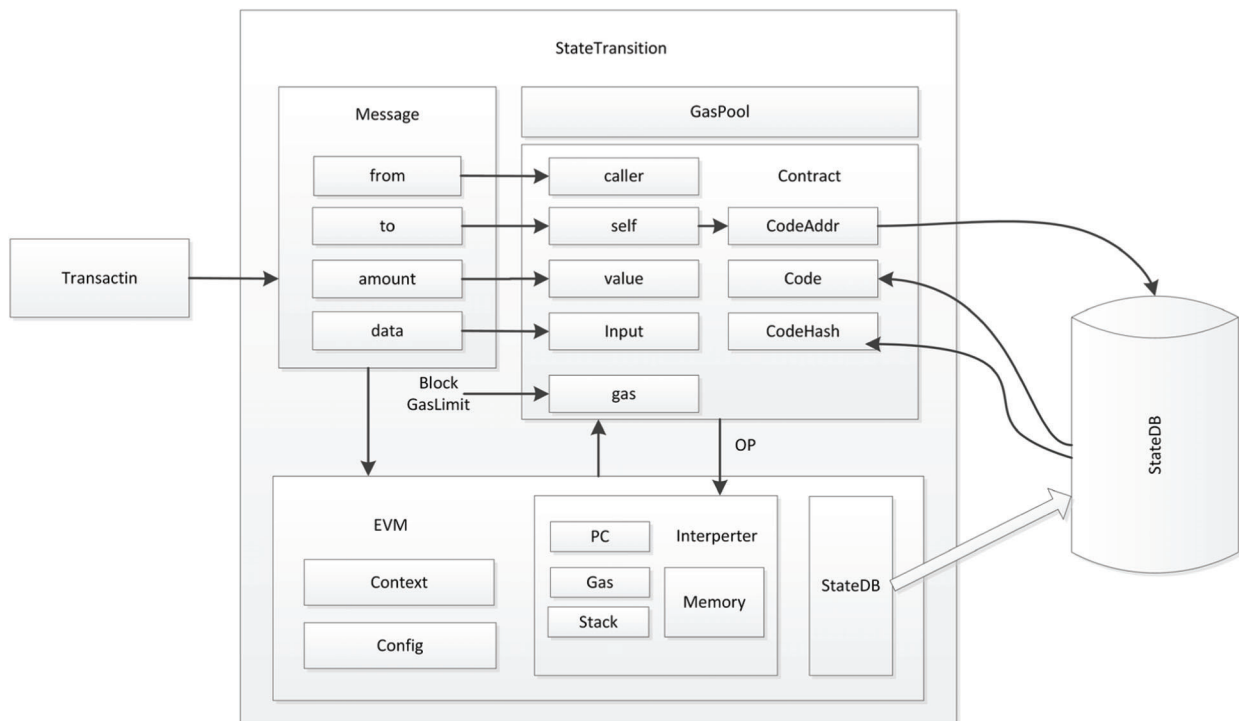 StateTransition
Message
GasPool
from
caller
Contract
to
self
CodeAddr
Transactin
amount
value
Code
data
Input
CodeHash
Block
GasLimit
gas
OP
StateDB
EVM
PC
Interperter
Context
Gas
Memory
StateDB
Stack
Config